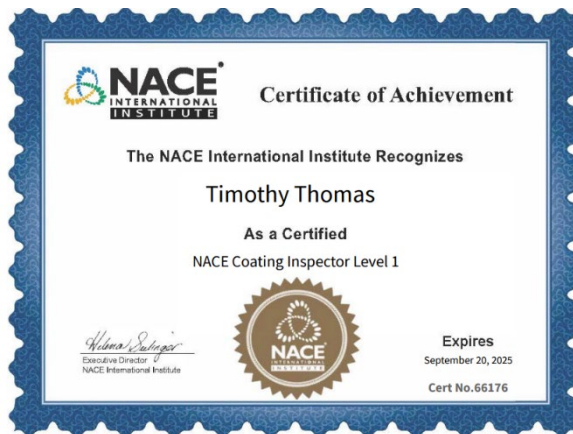 NACE
INTERNATIONAL
INSTITUTE
Certificate of Achievement
The NACE International Institute Recognizes
Timothy Thomas
As a Certified
NACE Coating Inspector Level 1
NACE
INTERNATIONAL
INSTITUTE
Executive Director
NACE International Institute
Expires
September 20, 2025
Cert No.66176